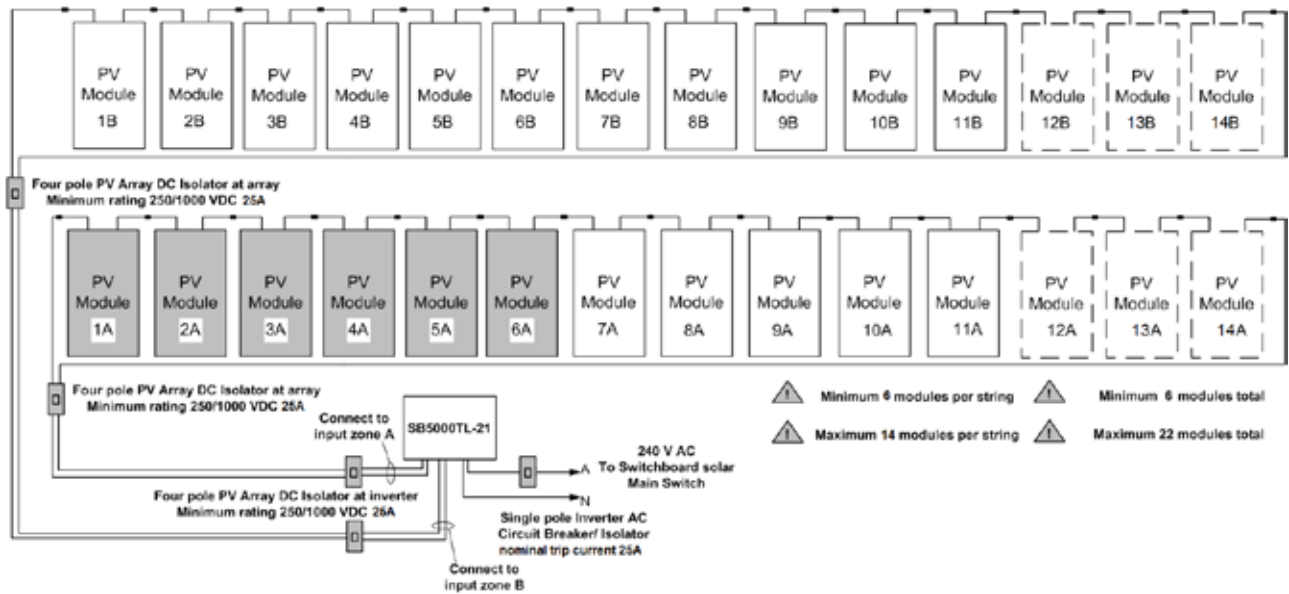 PV Module 1B
PV Module 2B
PV Module 3B
PV Module 4B
PV Module 5B
PV Module 6B
PV Module 7B
PV Module 8B
PV Module 9B
PV Module 10B
PV Module 11B
PV Module 12B
PV Module 13B
PV Module 14B
Four pole PV Array DC Isolator at array
Minimum rating 250/1000 VDC 25A
PV Module 1A
PV Module 2A
PV Module 3A
PV Module 4A
PV Module 5A
PV Module 6A
PV Module 7A
PV Module 8A
PV Module 9A
PV Module 10A
PV Module 11A
PV Module 12A
PV Module 13A
PV Module 14A
Four pole PV Array DC Isolator at array
Minimum rating 250/1000 VDC 25A
Minimum 6 modules per string
Minimum 6 modules total
Maximum 14 modules per string
Maximum 22 modules total
Connect to
input zone A
SB5000TL-21
240 V AC
To Switchboard solar
Main Switch
A
N
Four pole PV Array DC Isolator at inverter
Minimum rating 250/1000 VDC 25A
Single pole Inverter AC
Circuit Breaker/ Isolator
nominal trip current 25A
Connect to
input zone B